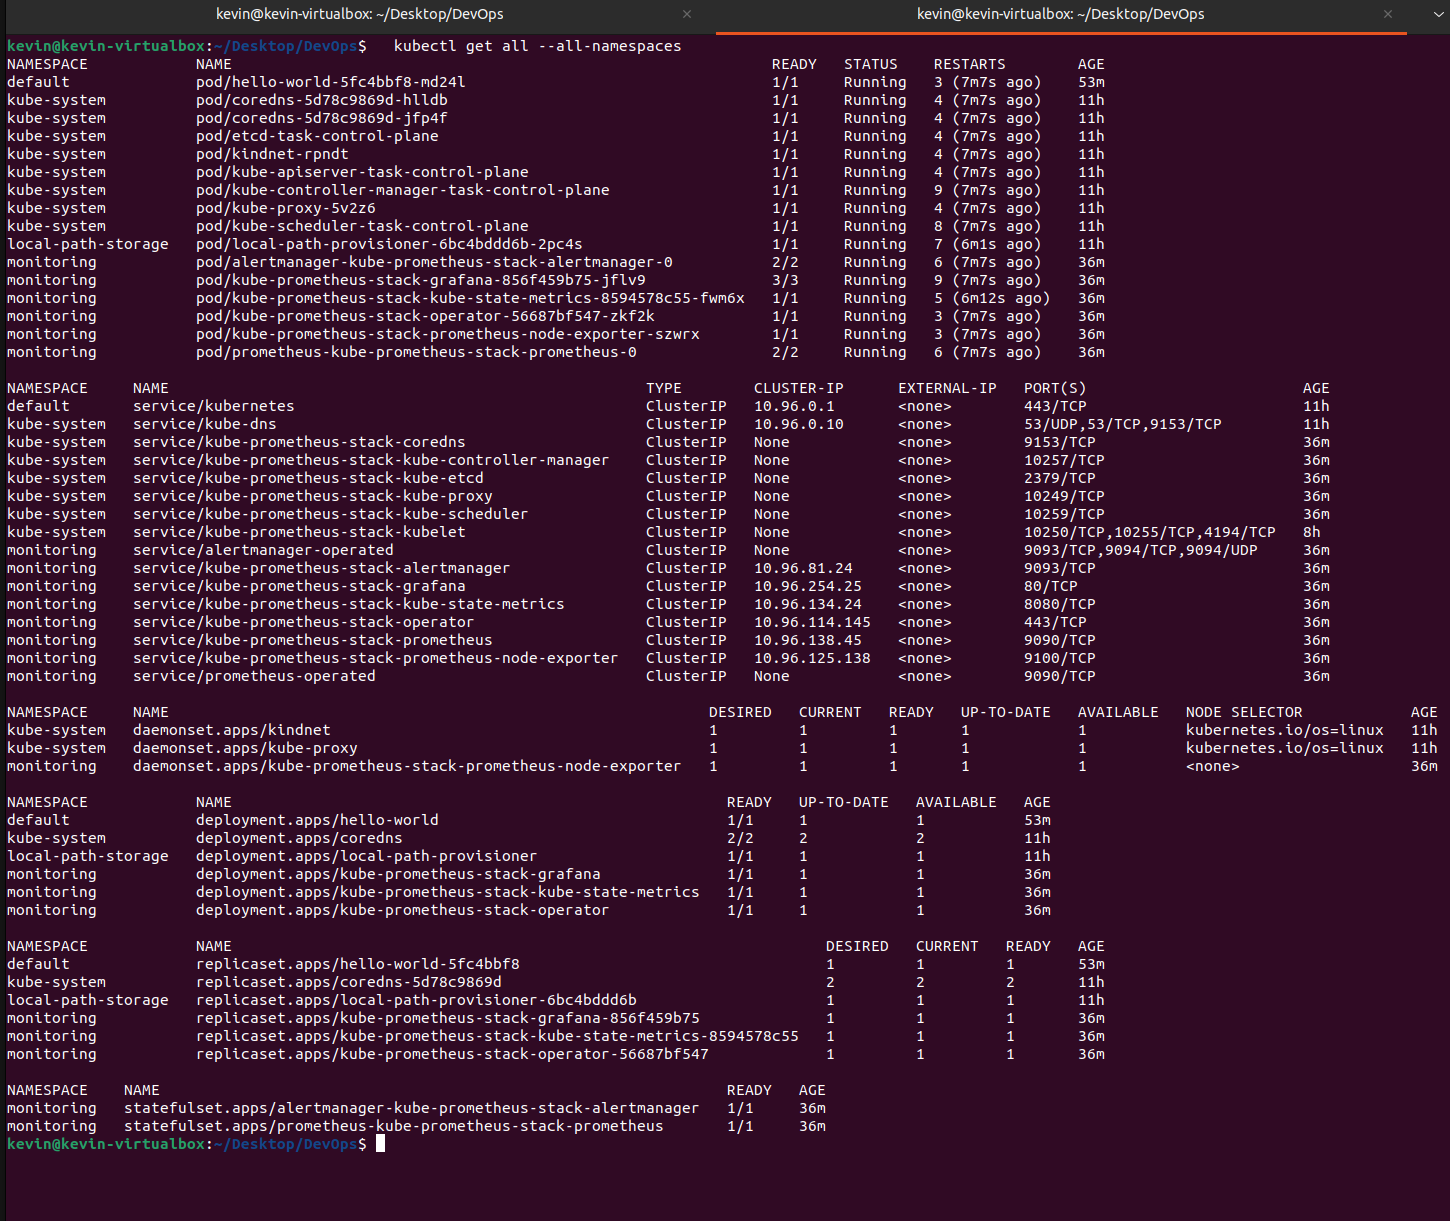 kevin@kevin-virtualbox: ~/Desktop/DevOps × kevin@kevin-virtualbox: ~/Desktop/DevOps ×
kevin@kevin-virtualbox:~/Desktop/DevOps$   kubectl get all --all-namespaces
NAMESPACE            NAME                                                            READY   STATUS    RESTARTS        AGE
default              pod/hello-world-5fc4bbf8-md24l                                  1/1     Running   3 (7m7s ago)    53m
kube-system          pod/coredns-5d78c9869d-hlldb                                    1/1     Running   4 (7m7s ago)    11h
kube-system          pod/coredns-5d78c9869d-jfp4f                                    1/1     Running   4 (7m7s ago)    11h
kube-system          pod/etcd-task-control-plane                                     1/1     Running   4 (7m7s ago)    11h
kube-system          pod/kindnet-rpndt                                               1/1     Running   4 (7m7s ago)    11h
kube-system          pod/kube-apiserver-task-control-plane                           1/1     Running   4 (7m7s ago)    11h
kube-system          pod/kube-controller-manager-task-control-plane                  1/1     Running   9 (7m7s ago)    11h
kube-system          pod/kube-proxy-5v2z6                                            1/1     Running   4 (7m7s ago)    11h
kube-system          pod/kube-scheduler-task-control-plane                           1/1     Running   8 (7m7s ago)    11h
local-path-storage   pod/local-path-provisioner-6bc4bddd6b-2pc4s                     1/1     Running   7 (6m1s ago)    11h
monitoring           pod/alertmanager-kube-prometheus-stack-alertmanager-0           2/2     Running   6 (7m7s ago)    36m
monitoring           pod/kube-prometheus-stack-grafana-856f459b75-jflv9              3/3     Running   9 (7m7s ago)    36m
monitoring           pod/kube-prometheus-stack-kube-state-metrics-8594578c55-fwm6x   1/1     Running   5 (6m12s ago)   36m
monitoring           pod/kube-prometheus-stack-operator-56687bf547-zkf2k             1/1     Running   3 (7m7s ago)    36m
monitoring           pod/kube-prometheus-stack-prometheus-node-exporter-szwrx        1/1     Running   3 (7m7s ago)    36m
monitoring           pod/prometheus-kube-prometheus-stack-prometheus-0               2/2     Running   6 (7m7s ago)    36m
NAMESPACE     NAME                                                     TYPE        CLUSTER-IP      EXTERNAL-IP   PORT(S)                        AGE
default       service/kubernetes                                       ClusterIP   10.96.0.1       <none>        443/TCP                        11h
kube-system   service/kube-dns                                         ClusterIP   10.96.0.10      <none>        53/UDP,53/TCP,9153/TCP         11h
kube-system   service/kube-prometheus-stack-coredns                    ClusterIP   None            <none>        9153/TCP                       36m
kube-system   service/kube-prometheus-stack-kube-controller-manager    ClusterIP   None            <none>        10257/TCP                      36m
kube-system   service/kube-prometheus-stack-kube-etcd                  ClusterIP   None            <none>        2379/TCP                       36m
kube-system   service/kube-prometheus-stack-kube-proxy                 ClusterIP   None            <none>        10249/TCP                      36m
kube-system   service/kube-prometheus-stack-kube-scheduler             ClusterIP   None            <none>        10259/TCP                      36m
kube-system   service/kube-prometheus-stack-kubelet                    ClusterIP   None            <none>        10250/TCP,10255/TCP,4194/TCP   8h
monitoring    service/alertmanager-operated                            ClusterIP   None            <none>        9093/TCP,9094/TCP,9094/UDP     36m
monitoring    service/kube-prometheus-stack-alertmanager               ClusterIP   10.96.81.24     <none>        9093/TCP                       36m
monitoring    service/kube-prometheus-stack-grafana                    ClusterIP   10.96.254.25    <none>        80/TCP                         36m
monitoring    service/kube-prometheus-stack-kube-state-metrics         ClusterIP   10.96.134.24    <none>        8080/TCP                       36m
monitoring    service/kube-prometheus-stack-operator                   ClusterIP   10.96.114.145   <none>        443/TCP                        36m
monitoring    service/kube-prometheus-stack-prometheus                 ClusterIP   10.96.138.45    <none>        9090/TCP                       36m
monitoring    service/kube-prometheus-stack-prometheus-node-exporter   ClusterIP   10.96.125.138   <none>        9100/TCP                       36m
monitoring    service/prometheus-operated                              ClusterIP   None            <none>        9090/TCP                       36m
NAMESPACE     NAME                                                            DESIRED   CURRENT   READY   UP-TO-DATE   AVAILABLE   NODE SELECTOR            AGE
kube-system   daemonset.apps/kindnet                                          1         1         1       1            1           kubernetes.io/os=linux   11h
kube-system   daemonset.apps/kube-proxy                                       1         1         1       1            1           kubernetes.io/os=linux   11h
monitoring    daemonset.apps/kube-prometheus-stack-prometheus-node-exporter   1         1         1       1            1           <none>                   36m
NAMESPACE            NAME                                                       READY   UP-TO-DATE   AVAILABLE   AGE
default              deployment.apps/hello-world                                1/1     1            1           53m
kube-system          deployment.apps/coredns                                    2/2     2            2           11h
local-path-storage   deployment.apps/local-path-provisioner                     1/1     1            1           11h
monitoring           deployment.apps/kube-prometheus-stack-grafana              1/1     1            1           36m
monitoring           deployment.apps/kube-prometheus-stack-kube-state-metrics   1/1     1            1           36m
monitoring           deployment.apps/kube-prometheus-stack-operator             1/1     1            1           36m
NAMESPACE            NAME                                                                  DESIRED   CURRENT   READY   AGE
default              replicaset.apps/hello-world-5fc4bbf8                                  1         1         1       53m
kube-system          replicaset.apps/coredns-5d78c9869d                                    2         2         2       11h
local-path-storage   replicaset.apps/local-path-provisioner-6bc4bddd6b                     1         1         1       11h
monitoring           replicaset.apps/kube-prometheus-stack-grafana-856f459b75              1         1         1       36m
monitoring           replicaset.apps/kube-prometheus-stack-kube-state-metrics-8594578c55   1         1         1       36m
monitoring           replicaset.apps/kube-prometheus-stack-operator-56687bf547             1         1         1       36m
NAMESPACE    NAME                                                               READY   AGE
monitoring   statefulset.apps/alertmanager-kube-prometheus-stack-alertmanager   1/1     36m
monitoring   statefulset.apps/prometheus-kube-prometheus-stack-prometheus       1/1     36m
kevin@kevin-virtualbox:~/Desktop/DevOps$